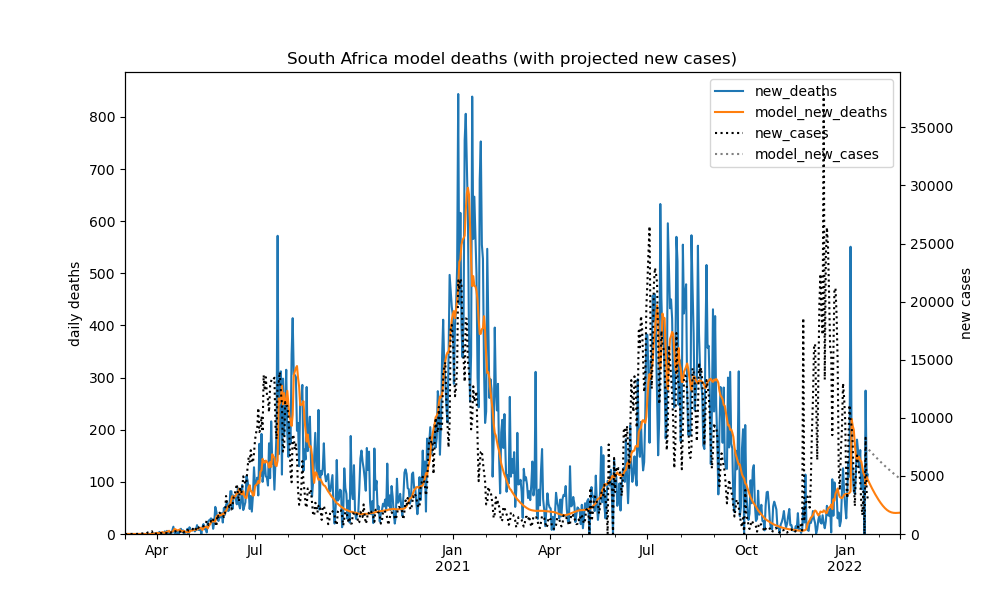 South Africa model deaths (with projected new cases)
new_deaths
model_new_deaths
new_cases
model_new_cases
daily deaths
800
700
600
500
400
300
200
100
0
35000
30000
25000
20000
15000
10000
5000
0
new cases
Apr
Jul
Oct
Jan
2021
Apr
Jul
Oct
Jan
2022